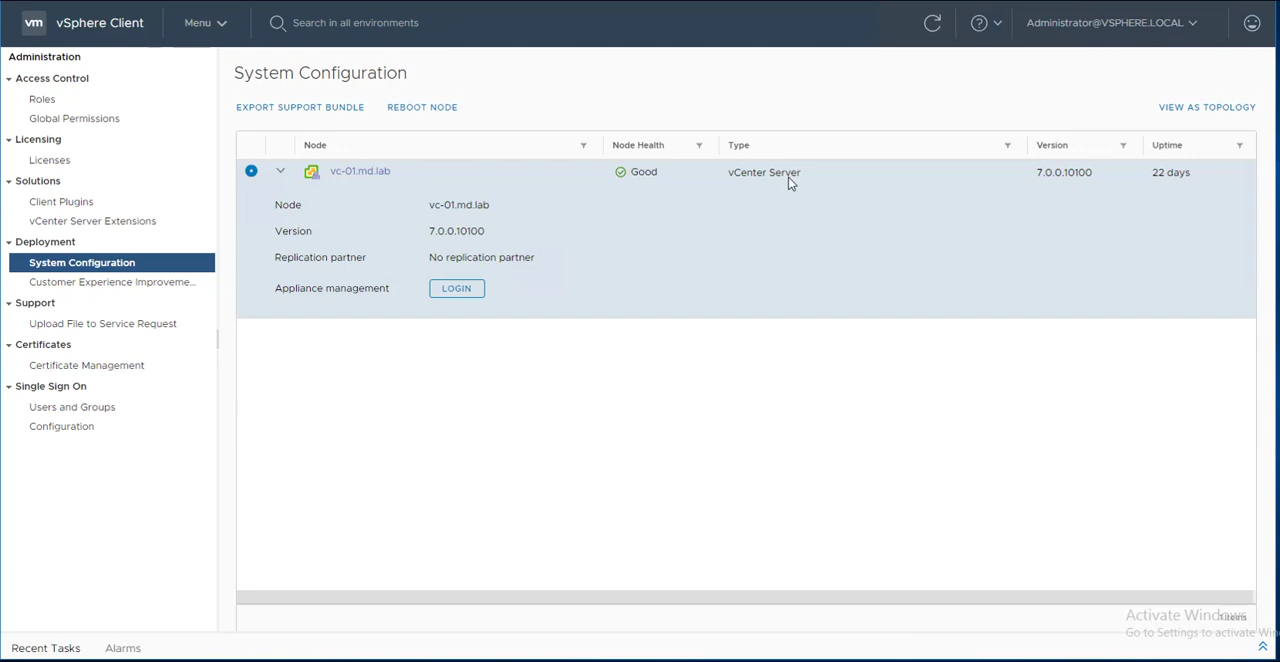 vm vSphere Client Menu Search in all environments Administrator@VSPHERE.LOCAL
Administration
Access Control
Roles
Global Permissions
Licensing
Licenses
Solutions
Client Plugins
vCenter Server Extensions
Deployment
System Configuration
Customer Experience Improveme...
Support
Upload File to Service Request
Certificates
Certificate Management
Single Sign On
Users and Groups
Configuration
System Configuration
EXPORT SUPPORT BUNDLE REBOOT NODE VIEW AS TOPOLOGY
Node Node Health Type Version Uptime
vc-01.md.lab Good vCenter Server 7.0.0.10100 22 days
Node vc-01.md.lab
Version 7.0.0.10100
Replication partner No replication partner
Appliance management LOGIN
Activate Windows
Go to Settings to activate Win
Recent Tasks Alarms